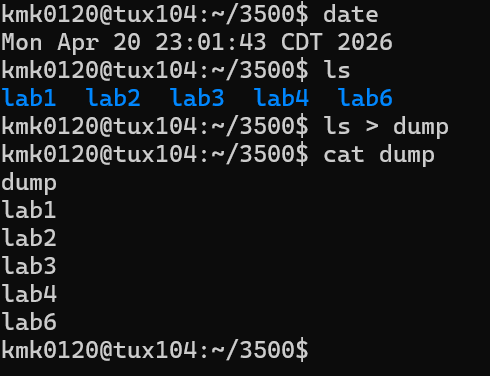 kmk0120@tux104:~/3500$ date
Mon Apr 20 23:01:43 CDT 2026
kmk0120@tux104:~/3500$ ls
lab1  lab2  lab3  lab4  lab6
kmk0120@tux104:~/3500$ ls > dump
kmk0120@tux104:~/3500$ cat dump
dump
lab1
lab2
lab3
lab4
lab6
kmk0120@tux104:~/3500$